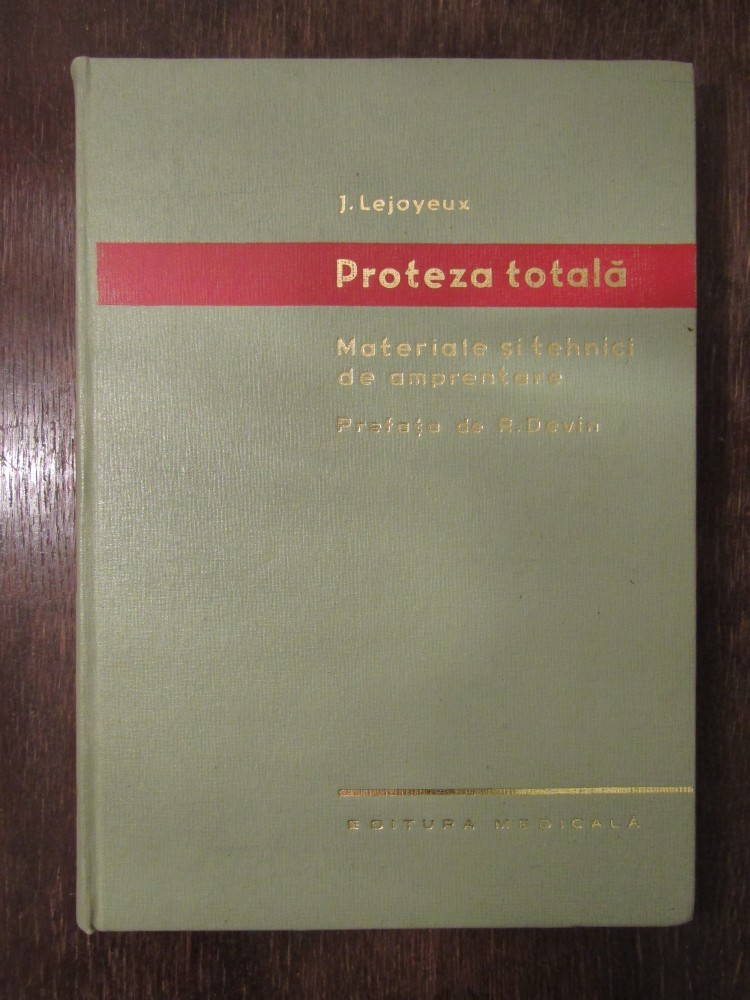 J. Lejoyeux
Proteza totală
Materiale și tehnici
de amprentare
Prefața de R. Devin
EDITURA MEDICALĂ